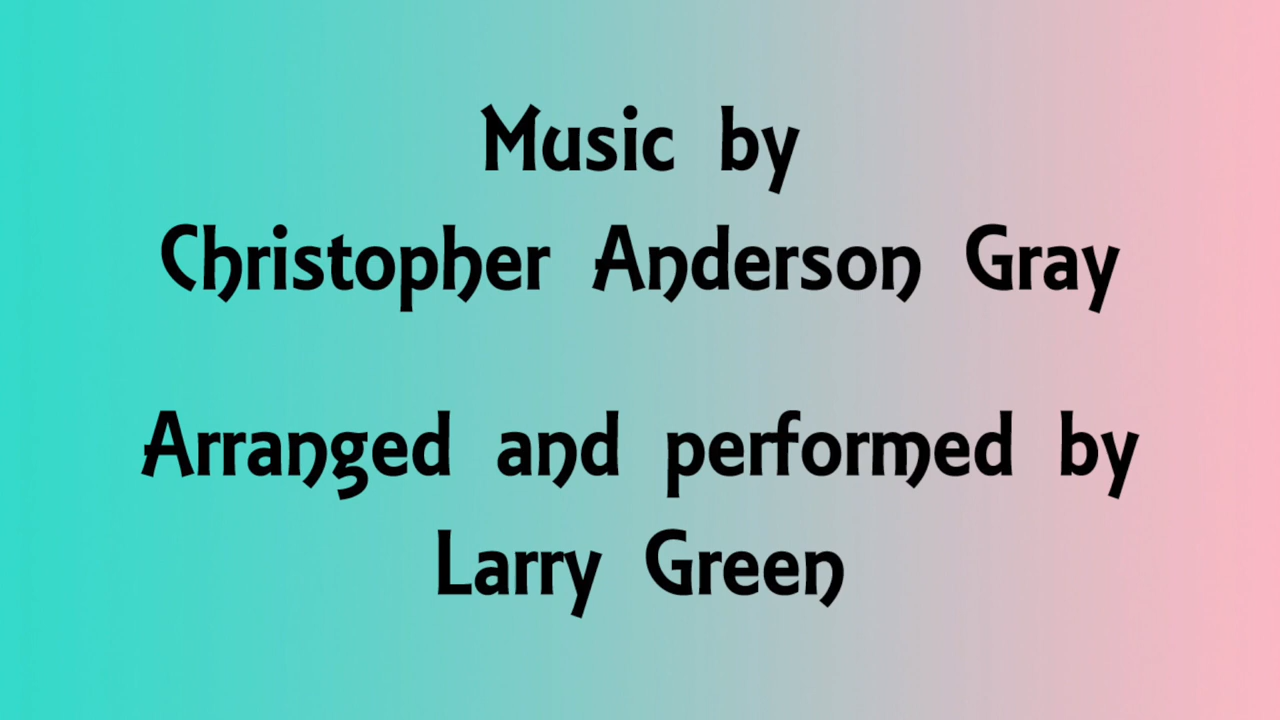 Music by
Christopher Anderson Gray
Arranged and performed by
Larry Green